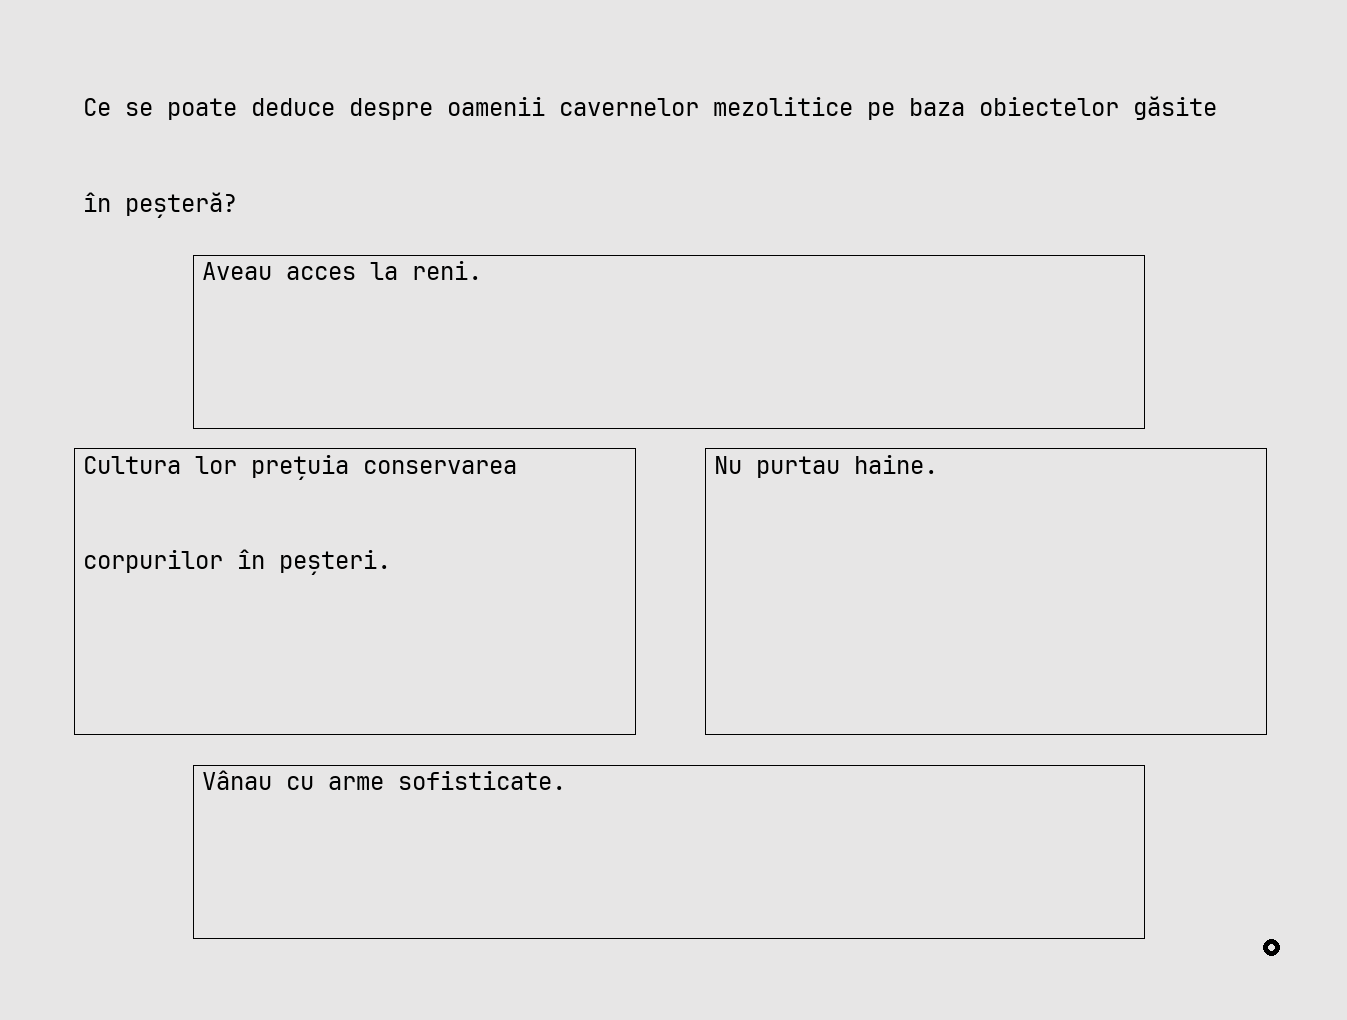 Ce se poate deduce despre oamenii cavernelor mezolitice pe baza obiectelor găsite
în peșteră?
Aveau acces la reni.
Cultura lor prețuia conservarea
corpurilor în peșteri.
Nu purtau haine.
Vânau cu arme sofisticate.